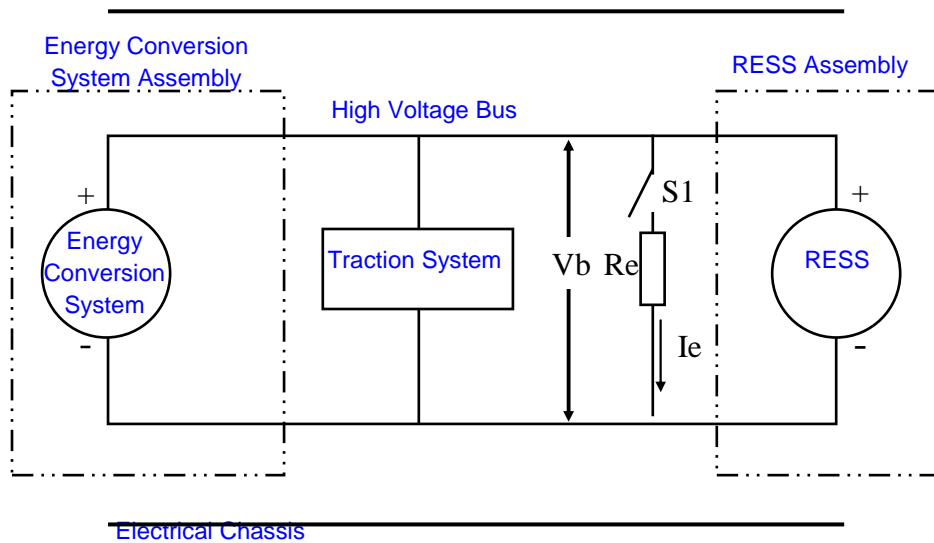 Energy Conversion
System Assembly
RESS Assembly
High Voltage Bus
+
+
S1
Energy
Conversion
System
Traction System
Vb
Re
RESS
-
-
Ie
Electrical Chassis